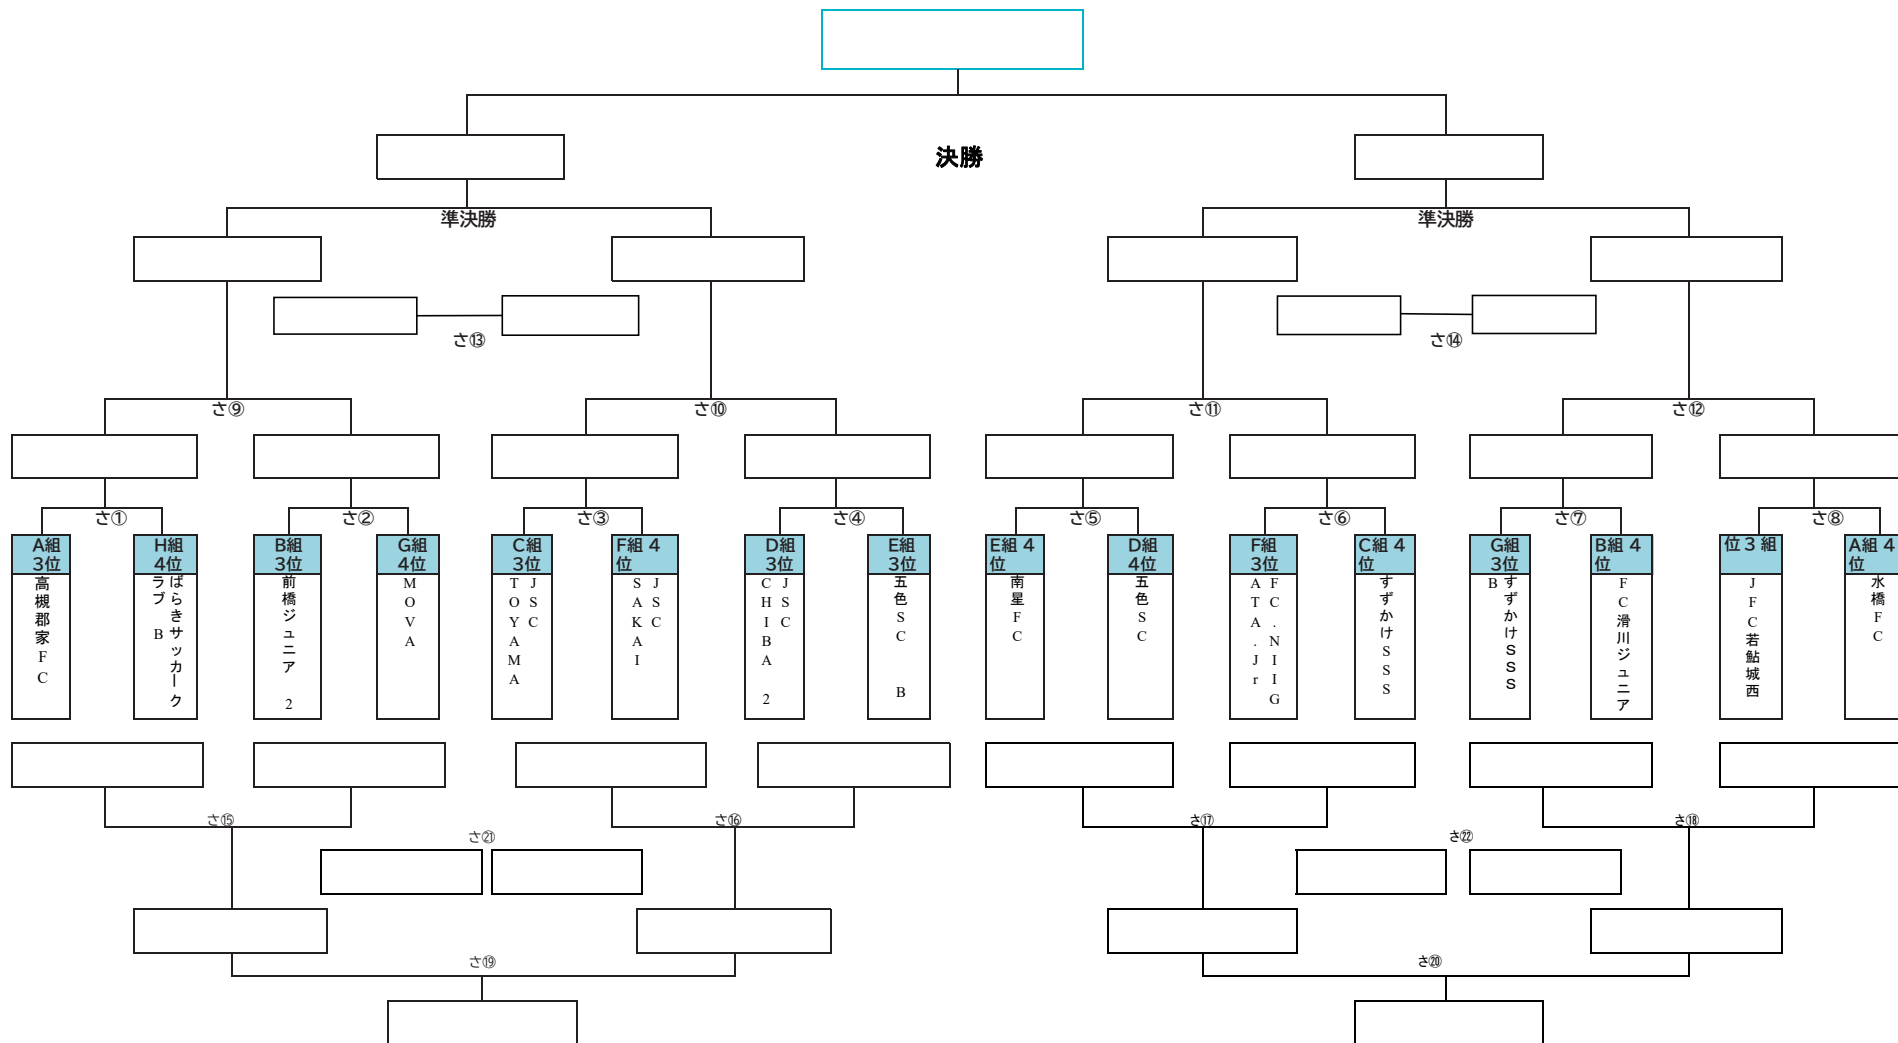 決勝
準決勝
準決勝
さ⑬
さ⑭
さ⑨
さ⑩
さ⑪
さ⑫
さ①
さ②
さ③
さ④
さ⑤
さ⑥
さ⑦
さ⑧
A組
3位
高槻郡家FC
H組
4位
ばらきサッカーク
ラブ B
B組
3位
前橋ジュニア 2
G組
4位
MOVA
C組
3位
JSC
TOYAMA
F組 4
位
JSC
SAKAI
D組
3位
JSC
CHIBA 2
E組
3位
五色SC B
E組 4
位
南星FC
D組
4位
五色SC
F組
3位
FC.NIIG
ATA.Jr
C組 4
位
すずかけSSS
G組
3位
すずかけSSS
B
B組 4
位
FC滑川ジュニア
位 3 組
JFC若鮎城西
A組 4
位
水橋FC
さ⑮
さ⑯
さ⑰
さ⑱
さ㉑
さ㉒
さ⑲
さ⑳